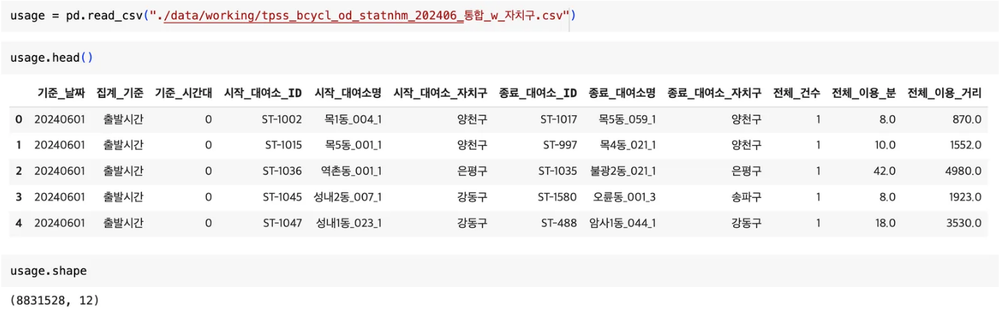 usage = pd.read_csv("./data/working/tpss_bcycl_od_statnhm_202406_통합_w_자치구.csv")
usage.head()
기준_날짜 집계_기준 기준_시간대 시작_대여소_ID 시작_대여소명 시작_대여소_자치구 종료_대여소_ID 종료_대여소명 종료_대여소_자치구 전체_건수 전체_이용_분 전체_이용_거리
0 20240601 출발시간 0 ST-1002 목1동_004_1 양천구 ST-1017 목5동_059_1 양천구 1 8.0 870.0
1 20240601 출발시간 0 ST-1015 목5동_001_1 양천구 ST-997 목4동_021_1 양천구 1 10.0 1552.0
2 20240601 출발시간 0 ST-1036 역촌동_001_1 은평구 ST-1035 불광2동_021_1 은평구 1 42.0 4980.0
3 20240601 출발시간 0 ST-1045 성내2동_007_1 강동구 ST-1580 오륜동_001_3 송파구 1 8.0 1923.0
4 20240601 출발시간 0 ST-1047 성내1동_023_1 강동구 ST-488 암사1동_044_1 강동구 1 18.0 3530.0
usage.shape
(8831528, 12)